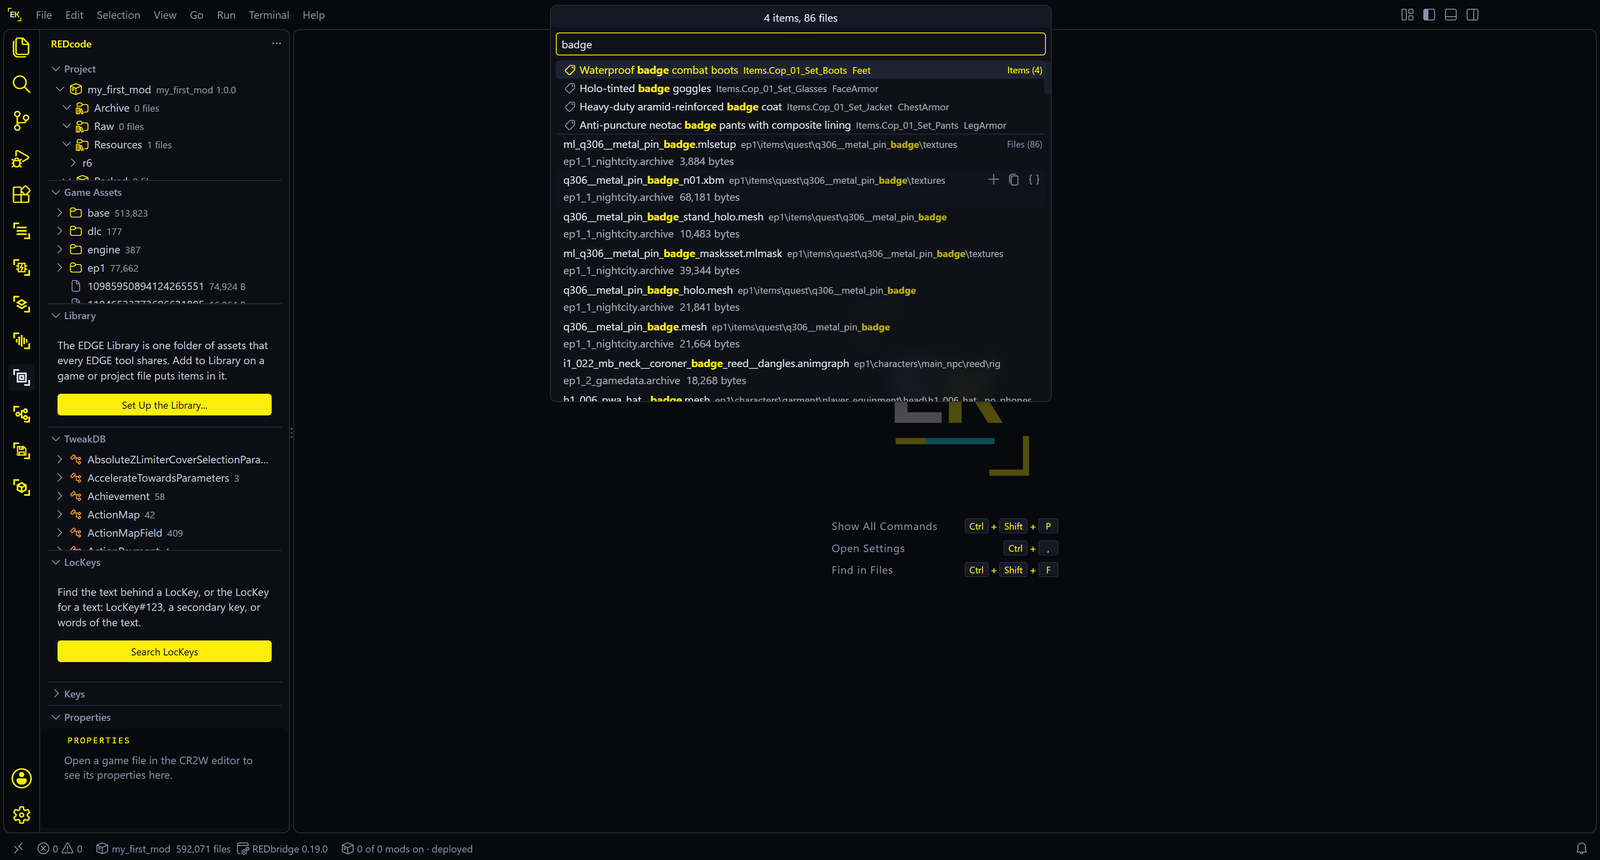 EK File Edit Selection View Go Run Terminal Help
4 items, 86 files
badge
Waterproof badge combat boots Items.Cop_01_Set_Boots Feet Items (4)
Holo-tinted badge goggles Items.Cop_01_Set_Glasses FaceArmor
Heavy-duty aramid-reinforced badge coat Items.Cop_01_Set_Jacket ChestArmor
Anti-puncture neotac badge pants with composite lining Items.Cop_01_Set_Pants LegArmor
ml_q306__metal_pin_badge.mlsetup ep1\items\quest\q306__metal_pin_badge\textures Files (86)
ep1_1_nightcity.archive 3,884 bytes
q306__metal_pin_badge_n01.xbm ep1\items\quest\q306__metal_pin_badge\textures
ep1_1_nightcity.archive 68,181 bytes
q306__metal_pin_badge_stand_holo.mesh ep1\items\quest\q306__metal_pin_badge
ep1_1_nightcity.archive 10,483 bytes
ml_q306__metal_pin_badge_masksset.mlmask ep1\items\quest\q306__metal_pin_badge\textures
ep1_1_nightcity.archive 39,344 bytes
q306__metal_pin_badge_holo.mesh ep1\items\quest\q306__metal_pin_badge
ep1_1_nightcity.archive 21,841 bytes
q306__metal_pin_badge.mesh ep1\items\quest\q306__metal_pin_badge
ep1_1_nightcity.archive 21,664 bytes
i1_022_mb_neck__coroner_badge_reed__dangles.animgraph ep1\characters\main_npc\reed\rig
ep1_2_gamedata.archive 18,268 bytes
h1_006_pwa_hat__badge.mesh ep1\characters\garment\player_equipment\head\h1_006_hat__no_phones
REDcode
Project
my_first_mod my_first_mod 1.0.0
Archive 0 files
Raw 0 files
Resources 1 files
r6
Game Assets
base 513,823
dlc 177
engine 387
ep1 77,662
10985950894124265551 74,924 B
Library
The EDGE Library is one folder of assets that
every EDGE tool shares. Add to Library on a
game or project file puts items in it.
Set Up the Library...
TweakDB
AbsoluteZLimiterCoverSelectionPara...
AccelerateTowardsParameters 3
Achievement 58
ActionMap 42
ActionMapField 409
LocKeys
Find the text behind a LocKey, or the LocKey
for a text: LocKey#123, a secondary key, or
words of the text.
Search LocKeys
Keys
Properties
PROPERTIES
Open a game file in the CR2W editor to
see its properties here.
Show All Commands Ctrl + Shift + P
Open Settings Ctrl + ,
Find in Files Ctrl + Shift + F
0 0 my_first_mod 592,071 files REDbridge 0.19.0 0 of 0 mods on · deployed